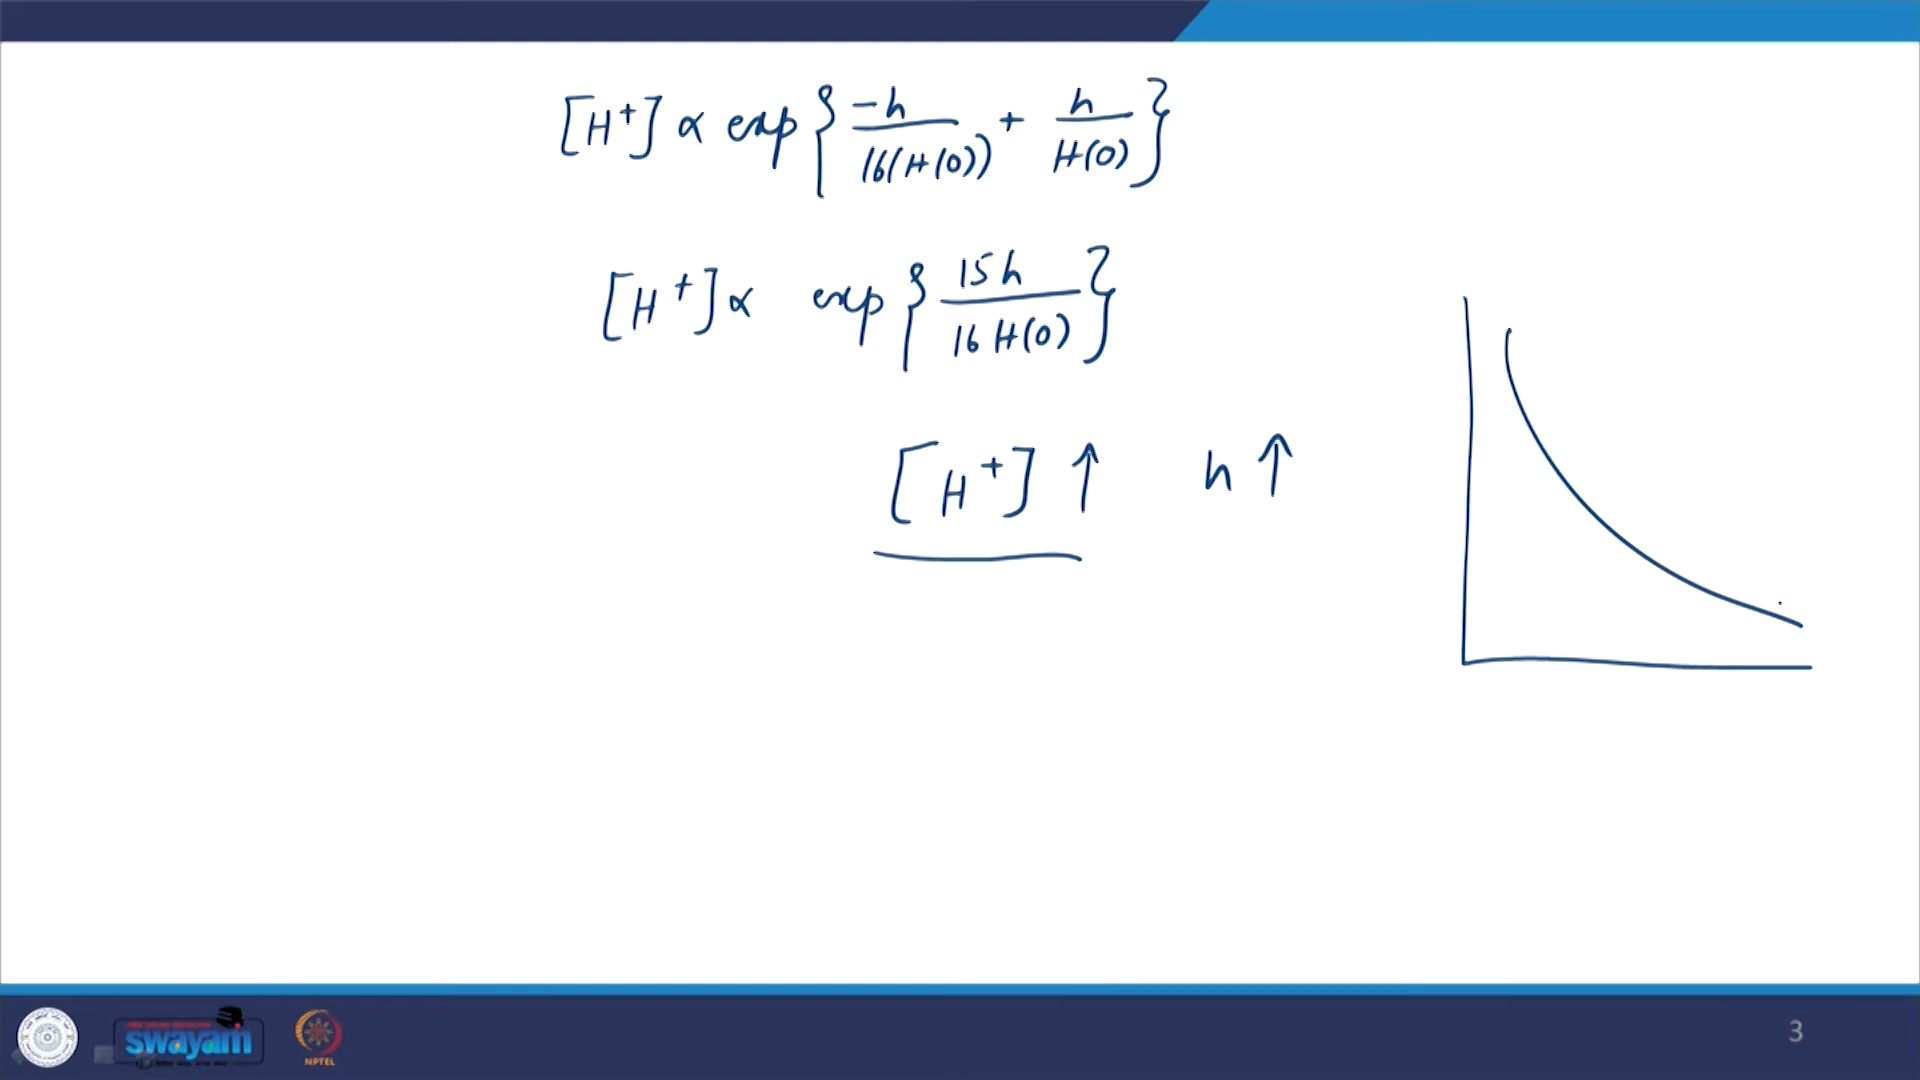 [H⁺] ∝ exp { -h / 16(H(0)) + h / H(0) }
[H⁺] ∝ exp { 15h / 16 H(0) }
[H⁺] ↑ h ↑
swayam
NPTEL
3